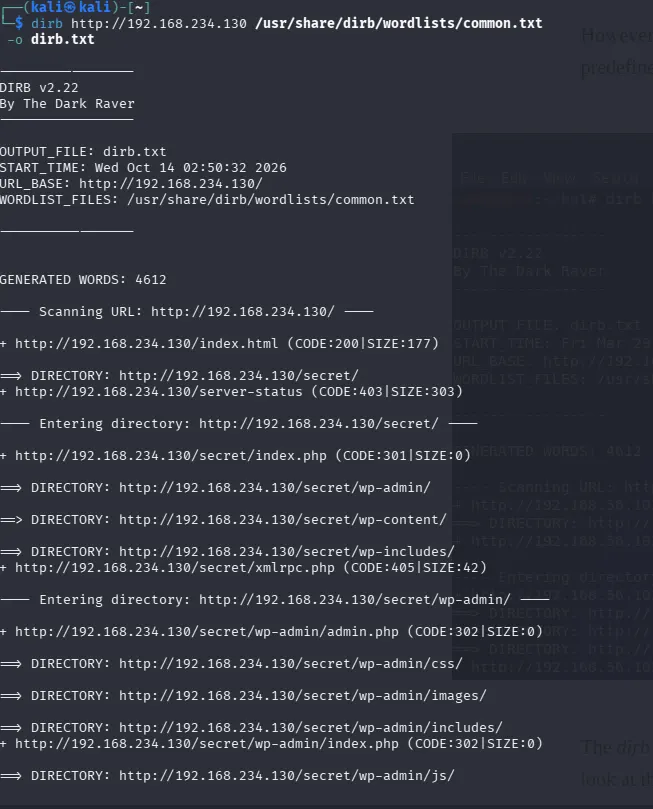 ┌──(kali㉿kali)-[~]
└─$ dirb http://192.168.234.130 /usr/share/dirb/wordlists/common.txt
-o dirb.txt
-----------------
DIRB v2.22
By The Dark Raver
-----------------
OUTPUT_FILE: dirb.txt
START_TIME: Wed Oct 14 02:50:32 2026
URL_BASE: http://192.168.234.130/
WORDLIST_FILES: /usr/share/dirb/wordlists/common.txt
-----------------
GENERATED WORDS: 4612
---- Scanning URL: http://192.168.234.130/ ----
+ http://192.168.234.130/index.html (CODE:200|SIZE:177)
==> DIRECTORY: http://192.168.234.130/secret/
+ http://192.168.234.130/server-status (CODE:403|SIZE:303)
---- Entering directory: http://192.168.234.130/secret/ ----
+ http://192.168.234.130/secret/index.php (CODE:301|SIZE:0)
==> DIRECTORY: http://192.168.234.130/secret/wp-admin/
==> DIRECTORY: http://192.168.234.130/secret/wp-content/
==> DIRECTORY: http://192.168.234.130/secret/wp-includes/
+ http://192.168.234.130/secret/xmlrpc.php (CODE:405|SIZE:42)
---- Entering directory: http://192.168.234.130/secret/wp-admin/ ----
+ http://192.168.234.130/secret/wp-admin/admin.php (CODE:302|SIZE:0)
==> DIRECTORY: http://192.168.234.130/secret/wp-admin/css/
==> DIRECTORY: http://192.168.234.130/secret/wp-admin/images/
==> DIRECTORY: http://192.168.234.130/secret/wp-admin/includes/
+ http://192.168.234.130/secret/wp-admin/index.php (CODE:302|SIZE:0)
==> DIRECTORY: http://192.168.234.130/secret/wp-admin/js/
However
predefine
DIRB v2.22
By The Dark Raver
OUTPUT_FILE: dirb.txt
GENERATED WORDS: 4612
The dirb
look at